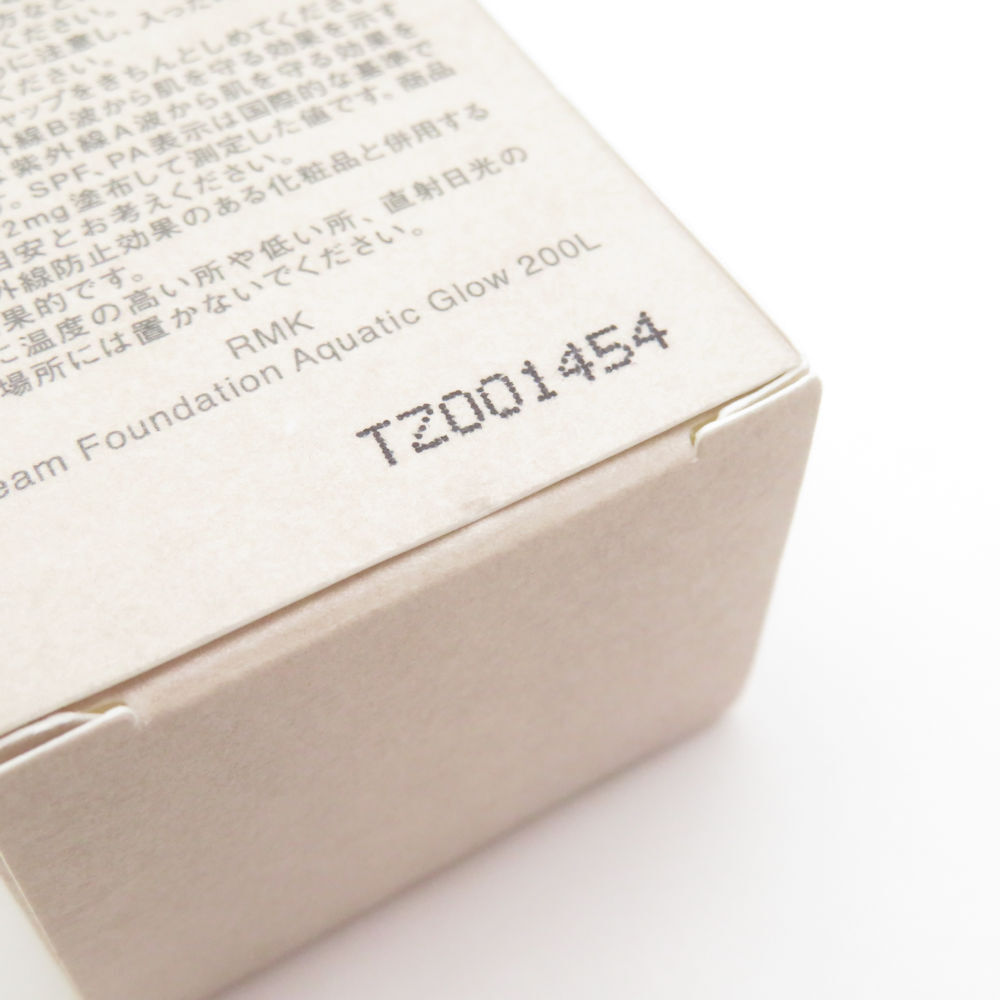 に注意し、入った
ください。
ャップをきちんとしめてください
外線B波から肌を守る効果を示す
紫外線A波から肌を守る効果を
。SPF、PA表示は国際的な基準で
2mg塗布して測定した値です。商品
目安とお考えください。
外線防止効果のある化粧品と併用する
果的です。
に温度の高い所や低い所、直射日光の
場所には置かないでください。
RMK
eam Foundation Aquatic Glow 200L
TZ001454